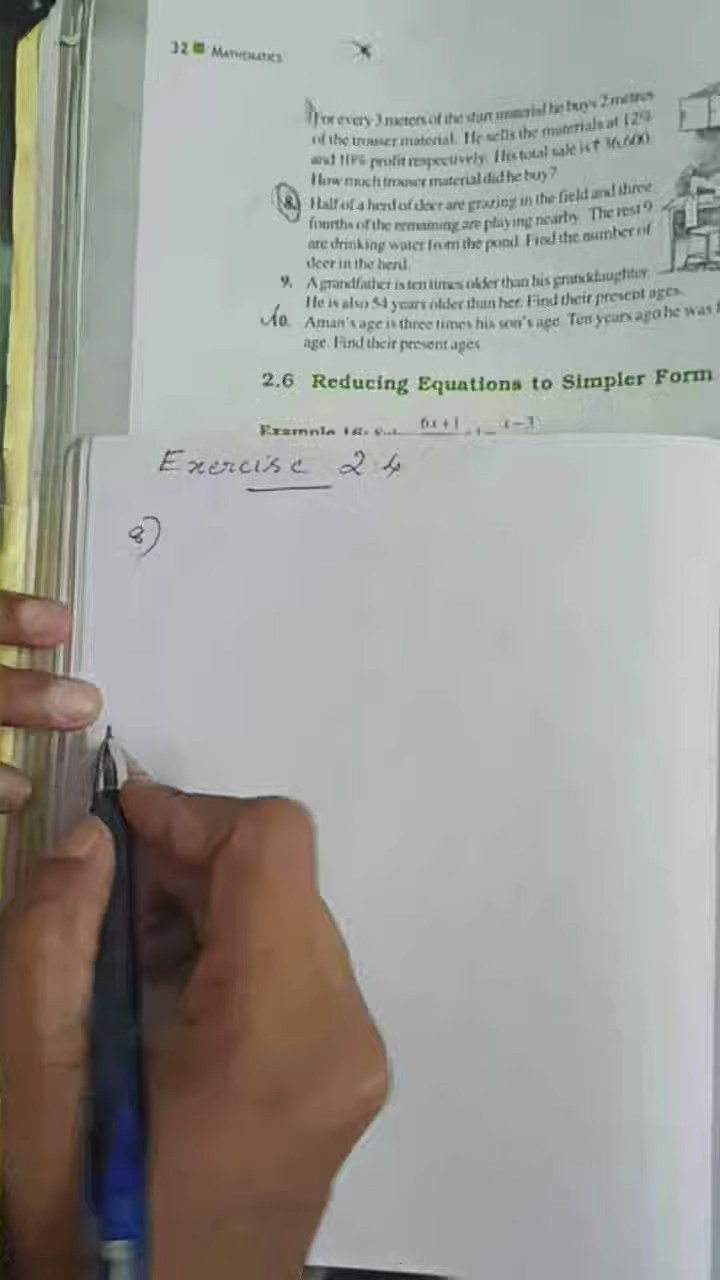 32 MATHEMATICS
For every 3 meters of the shirt material he buys 2 metres
of the trouser material. He sells the materials at 12%
and 10% profit respectively. His total sale is ₹ 36,600.
How much trouser material did he buy?
8. Half of a herd of deer are grazing in the field and three
fourths of the remaining are playing nearby. The rest 9
are drinking water from the pond. Find the number of
deer in the herd.
9. A grandfather is ten times older than his granddaughter.
He is also 54 years older than her. Find their present ages.
10. Aman's age is three times his son's age. Ten years ago he was
age. Find their present ages.
2.6 Reducing Equations to Simpler Form
Example 16: 6x+1 x-3
Exercise 2.4
8)